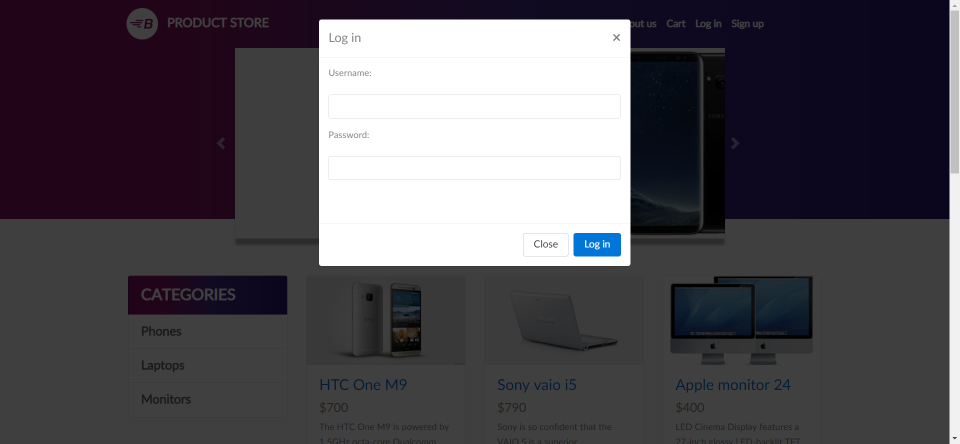 B PRODUCT STORE
out us Cart Log in Sign up
Log in
×
Username:
Password:
Close Log in
CATEGORIES
Phones
Laptops
Monitors
HTC One M9
$700
The HTC One M9 is powered by
1.5GHz octa-core Qualcomm
Sony vaio i5
$790
Sony is so confident that the
VAIO S is a superior
Apple monitor 24
$400
LED Cinema Display features a
27-inch glossy LED-backlit TFT